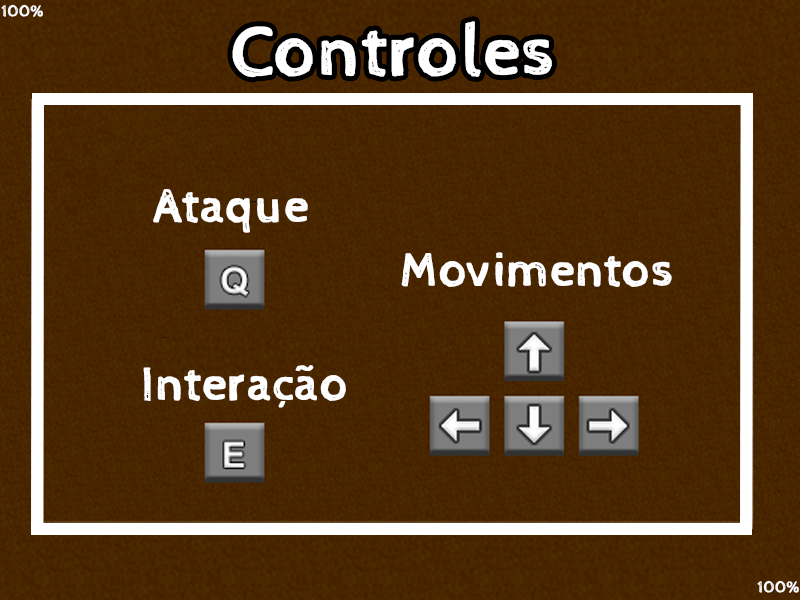 100%
Controles
Ataque
Q
Movimentos
Interação
E
100%